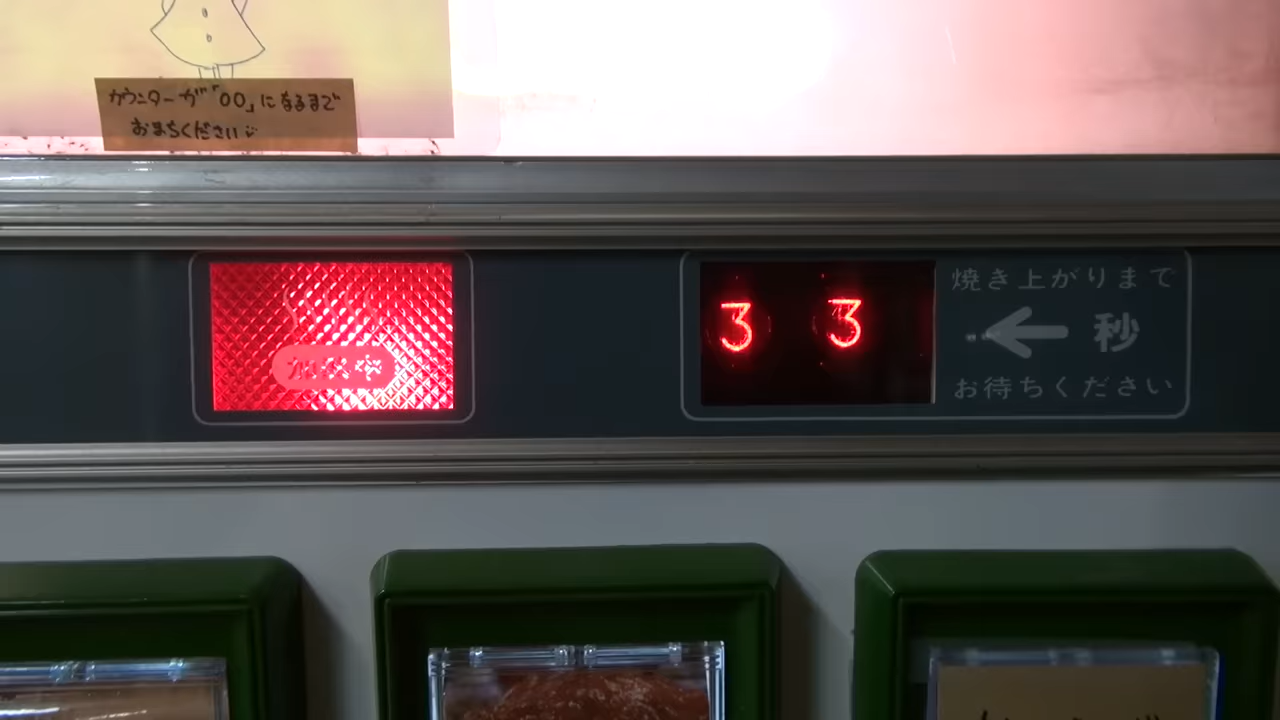 カウンターが「00」になるまで
おまちください
加熱中
33
焼き上がりまで
秒
お待ちください